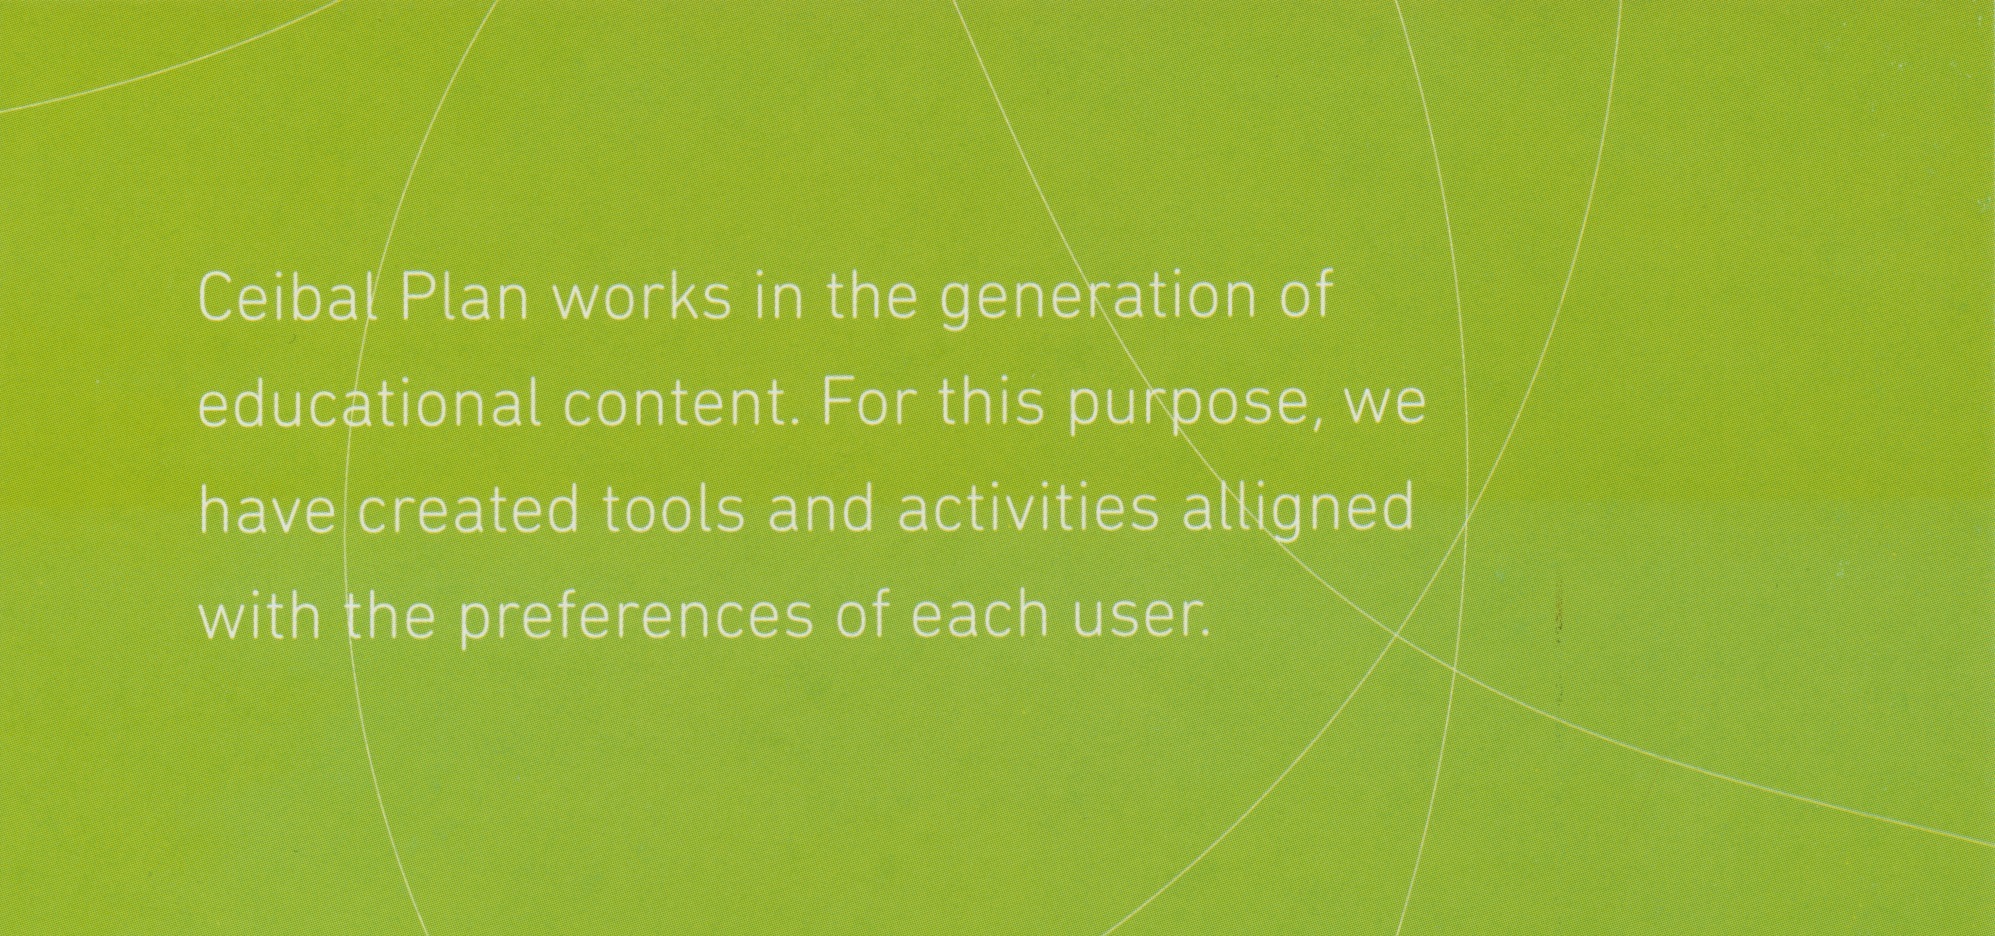 Ceibal Plan works in the generation of
educational content. For this purpose, we
have created tools and activities alligned
with the preferences of each user.